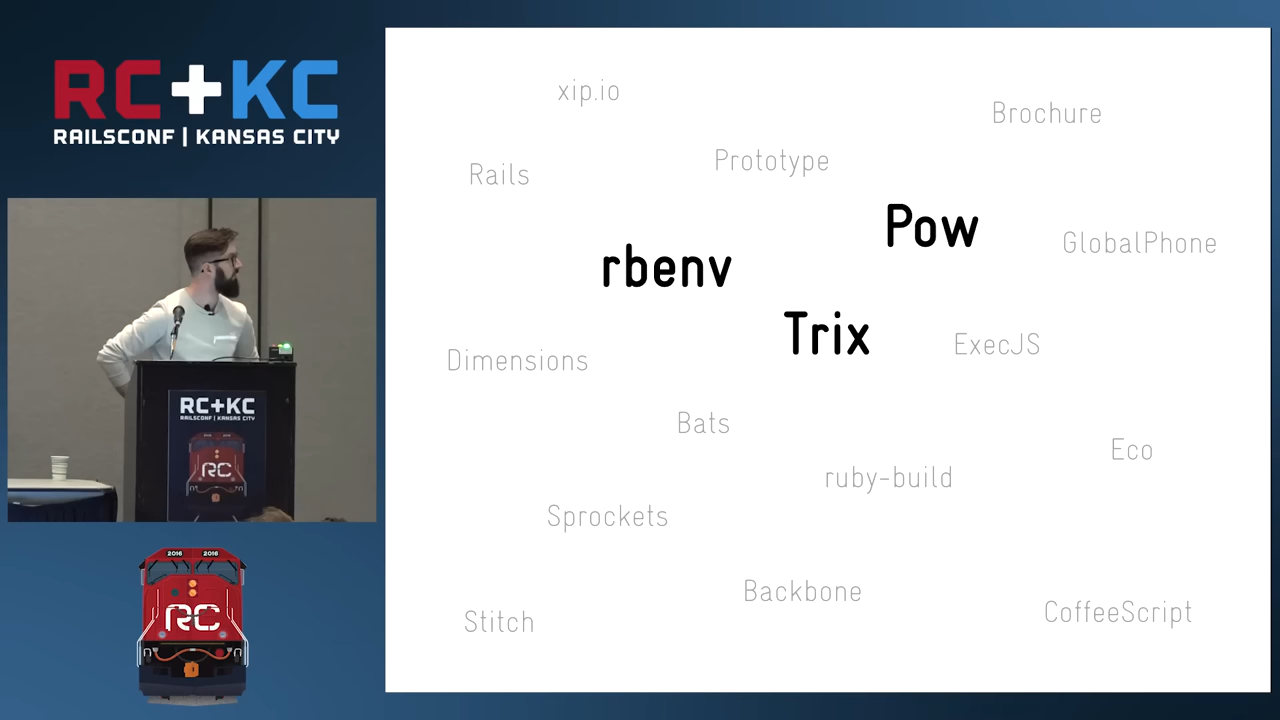 RC+KC
RAILSCONF | KANSAS CITY
xip.io
Brochure
Prototype
Rails
Pow
GlobalPhone
rbenv
Trix
ExecJS
Dimensions
Bats
Eco
ruby-build
Sprockets
Backbone
CoffeeScript
Stitch
RC+KC
RAILSCONF | KANSAS CITY
RC
2016 2016
RC